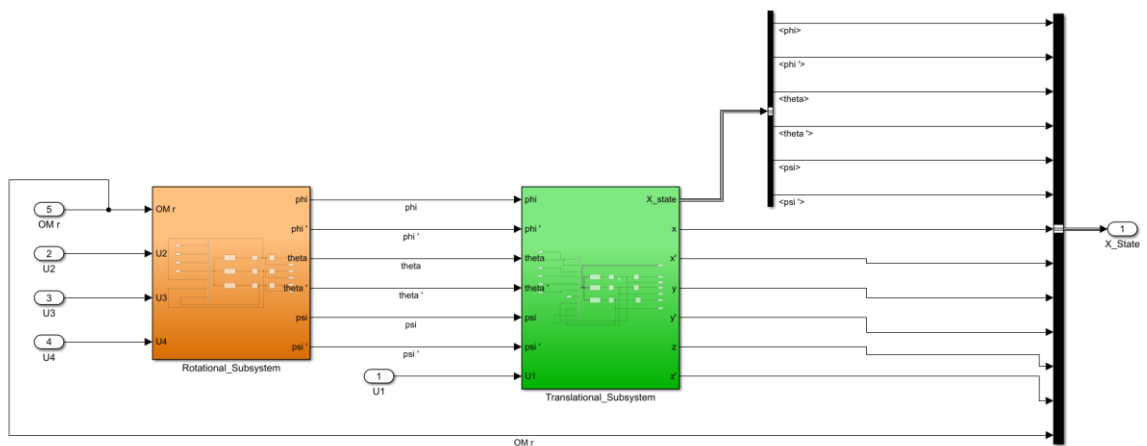 <phi>
<phi '>
<theta>
<theta '>
<psi>
<psi '>
5
OM r
2
U2
3
U3
4
U4
OM r
U2
U3
U4
phi
phi '
theta
theta '
psi
psi '
Rotational_Subsystem
phi
phi '
theta
theta '
psi
psi '
1
U1
phi
phi '
theta
theta '
psi
psi '
U1
X_state
x
x'
y
y'
z
z'
Translational_Subsystem
1
X_State
OM r